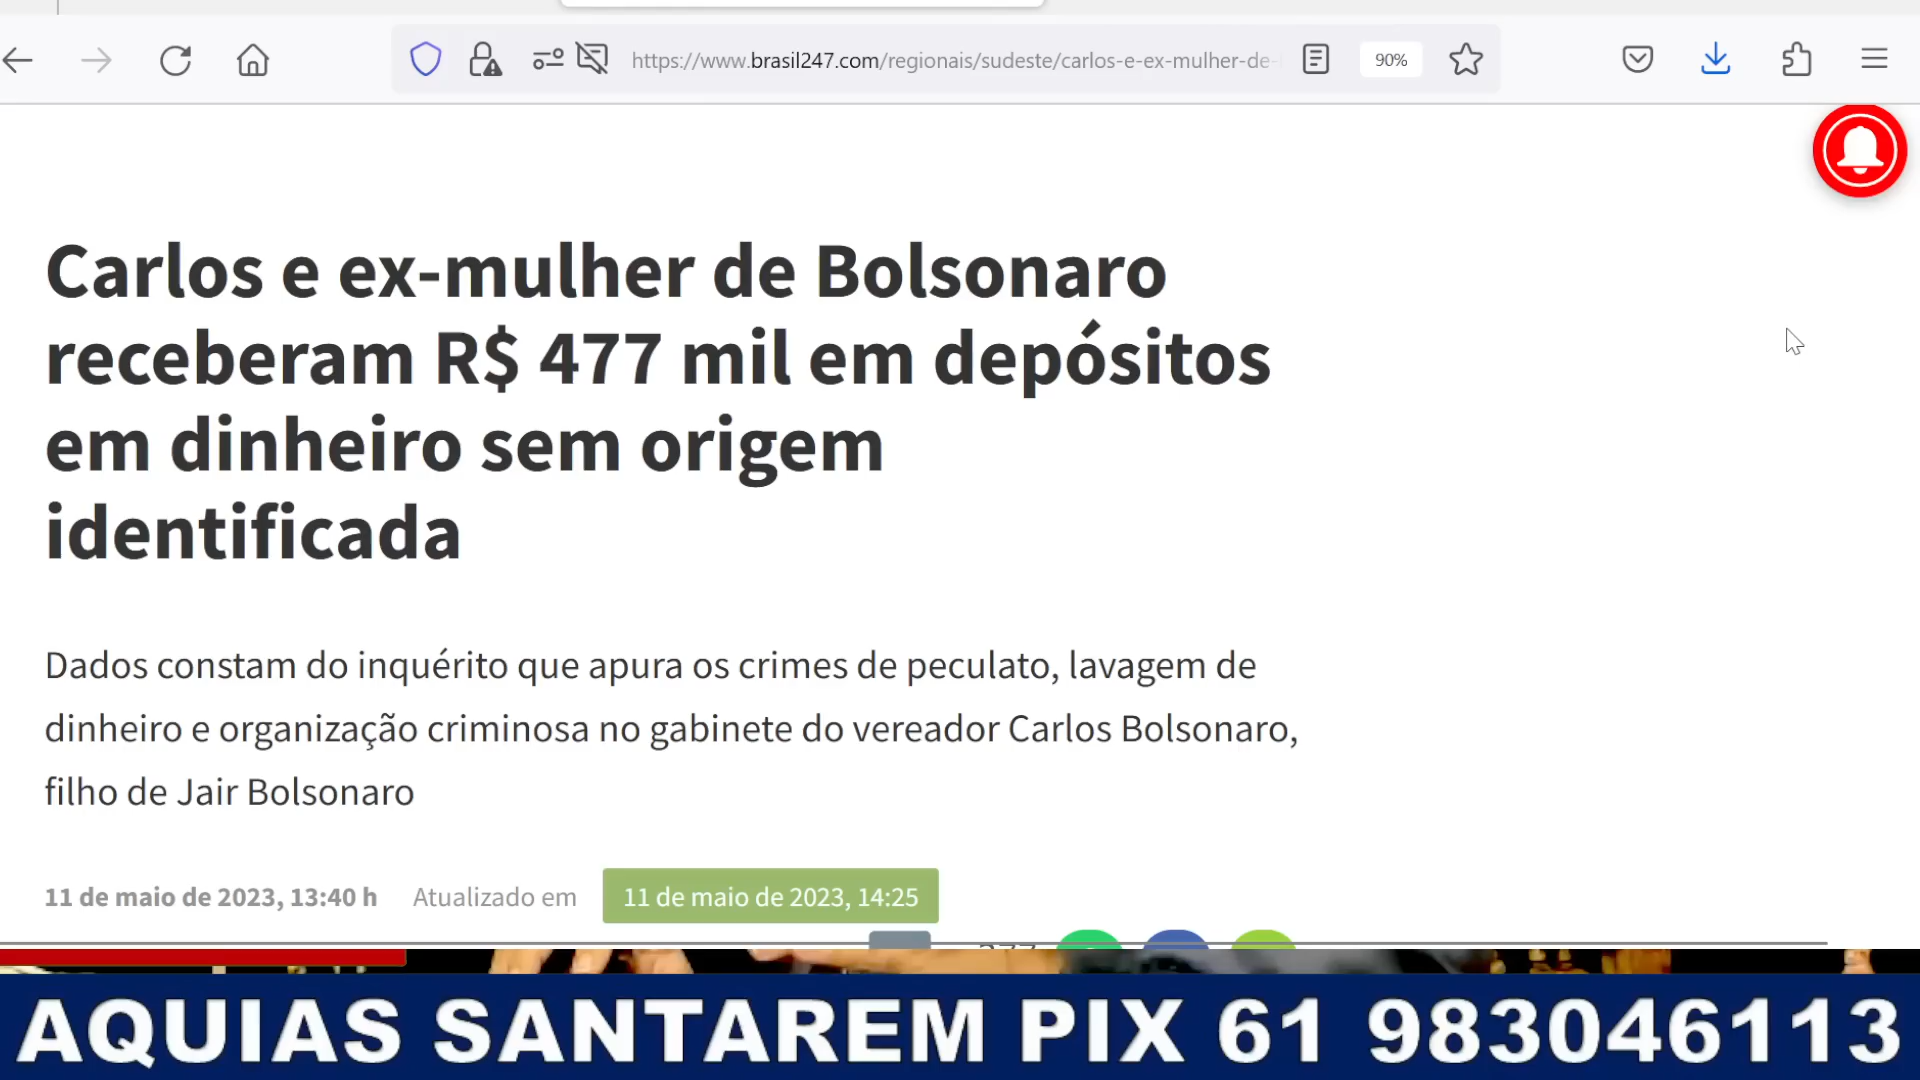 https://www.brasil247.com/regionais/sudeste/carlos-e-ex-mulher-de-
90%
Carlos e ex-mulher de Bolsonaro
receberam R$ 477 mil em depósitos
em dinheiro sem origem
identificada
Dados constam do inquérito que apura os crimes de peculato, lavagem de
dinheiro e organização criminosa no gabinete do vereador Carlos Bolsonaro,
filho de Jair Bolsonaro
11 de maio de 2023, 13:40 h Atualizado em 11 de maio de 2023, 14:25
AQUIAS SANTAREM PIX 61 983046113